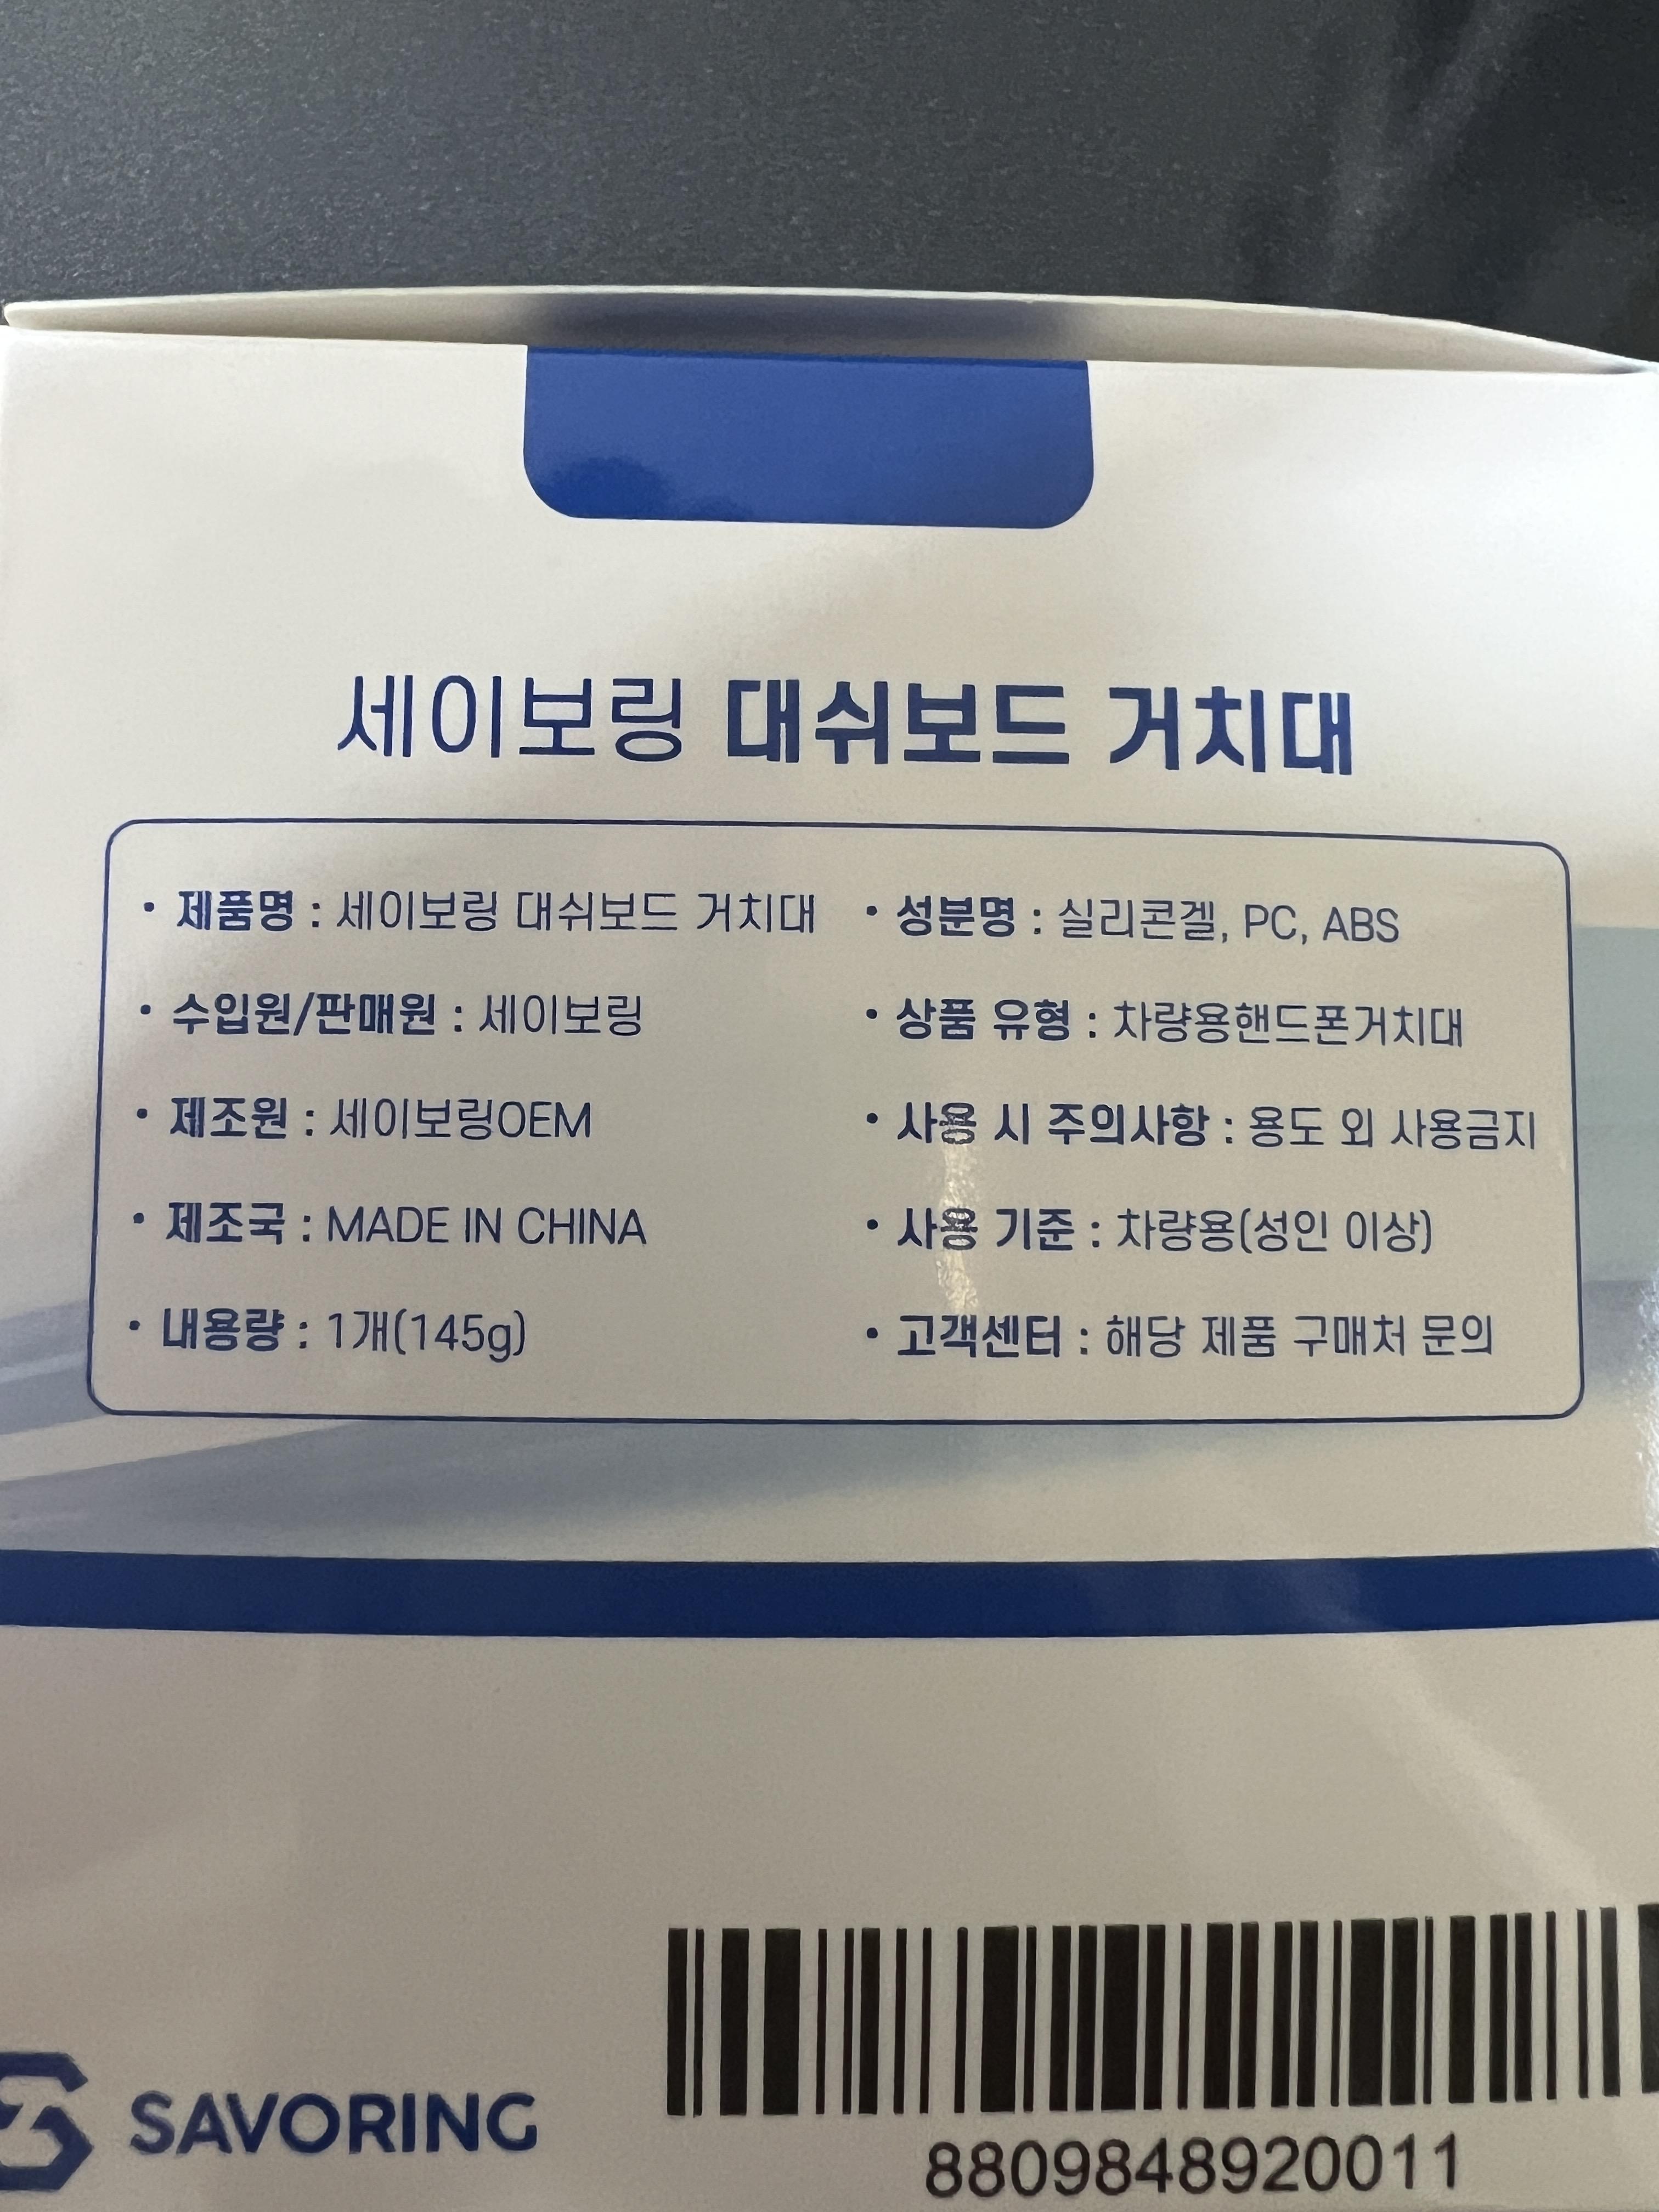 세이보링 대쉬보드 거치대
• 제품명 : 세이보링 대쉬보드 거치대
• 수입원/판매원 : 세이보링
• 제조원 : 세이보링OEM
• 제조국 : MADE IN CHINA
• 내용량 : 1개(145g)
• 성분명 : 실리콘겔, PC, ABS
• 상품 유형 : 차량용핸드폰거치대
• 사용 시 주의사항 : 용도 외 사용금지
• 사용 기준 : 차량용(성인 이상)
• 고객센터 : 해당 제품 구매처 문의
SAVORING
8809848920011